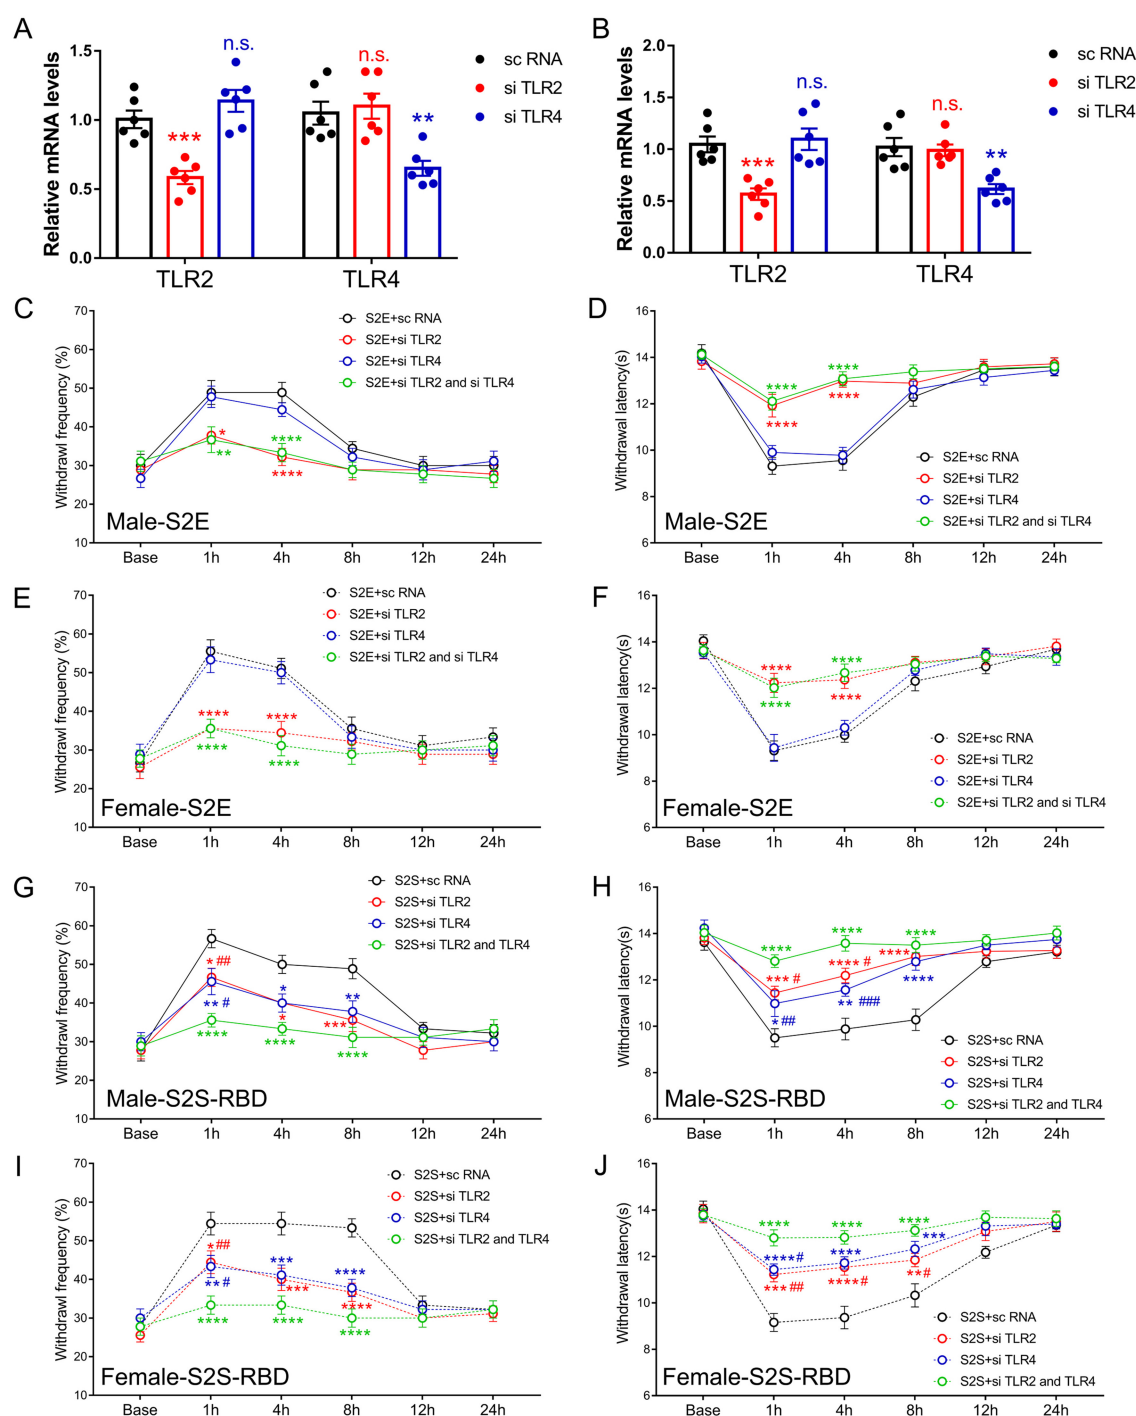 A
Relative mRNA levels
1.5
1.0
0.5
0.0
n.s.
***
n.s.
**
TLR2
TLR4
sc RNA
si TLR2
si TLR4
B
Relative mRNA levels
2.0
1.5
1.0
0.5
0.0
n.s.
***
n.s.
**
TLR2
TLR4
sc RNA
si TLR2
si TLR4
C
Withdrawl frequency (%)
70
60
50
40
30
20
10
S2E+sc RNA
S2E+si TLR2
S2E+si TLR4
S2E+si TLR2 and si TLR4
*
**
****
****
Male-S2E
Base 1h 4h 8h 12h 24h
D
Withdrawal latency(s)
16
14
12
10
8
6
****
****
****
****
S2E+sc RNA
S2E+si TLR2
S2E+si TLR4
S2E+si TLR2 and si TLR4
Male-S2E
Base 1h 4h 8h 12h 24h
E
Withdrawl frequency (%)
70
60
50
40
30
20
10
S2E+sc RNA
S2E+si TLR2
S2E+si TLR4
S2E+si TLR2 and si TLR4
**** ****
****
****
Female-S2E
Base 1h 4h 8h 12h 24h
F
Withdrawal latency(s)
16
14
12
10
8
6
****
****
****
****
S2E+sc RNA
S2E+si TLR2
S2E+si TLR4
S2E+si TLR2 and si TLR4
Female-S2E
Base 1h 4h 8h 12h 24h
G
Withdrawl frequency (%)
70
60
50
40
30
20
10
S2S+sc RNA
S2S+si TLR2
S2S+si TLR4
S2S+si TLR2 and TLR4
* ##
** #
****
*
*
****
**
***
****
Male-S2S-RBD
Base 1h 4h 8h 12h 24h
H
Withdrawal latency(s)
16
14
12
10
8
6
****
*** #
* ##
****
**** #
** ###
****
****
****
S2S+sc RNA
S2S+si TLR2
S2S+si TLR4
S2S+si TLR2 and TLR4
Male-S2S-RBD
Base 1h 4h 8h 12h 24h
I
Withdrawl frequency (%)
70
60
50
40
30
20
10
S2S+sc RNA
S2S+si TLR2
S2S+si TLR4
S2S+si TLR2 and TLR4
*##
** #
****
***
***
****
****
****
****
Female-S2S-RBD
Base 1h 4h 8h 12h 24h
J
Withdrawal latency(s)
16
14
12
10
8
6
****
****#
*** ##
****
****
****#
****
***
**#
S2S+sc RNA
S2S+si TLR2
S2S+si TLR4
S2S+si TLR2 and TLR4
Female-S2S-RBD
Base 1h 4h 8h 12h 24h